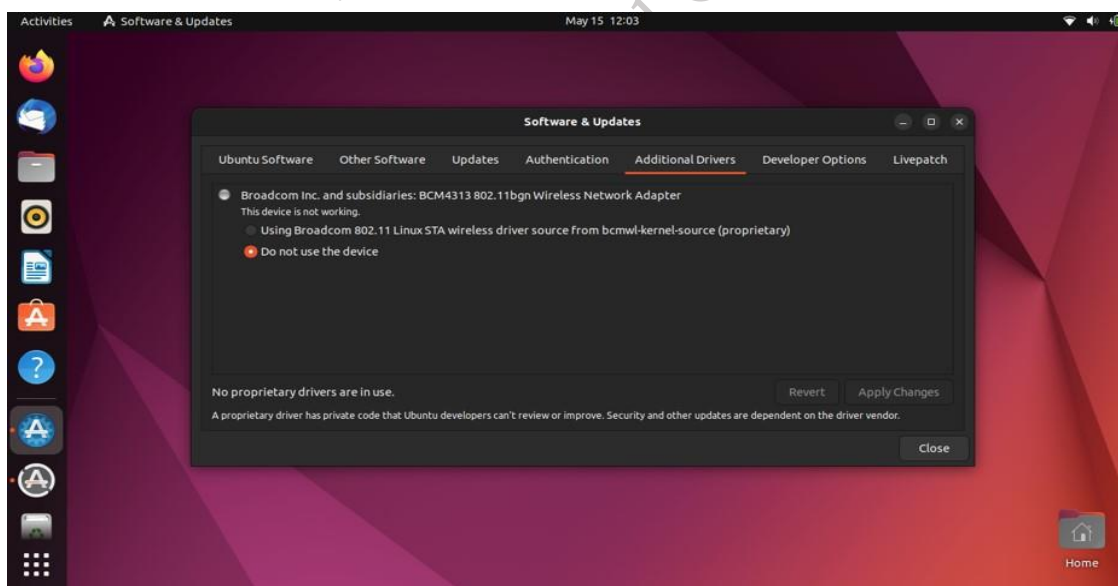 Activities Software & Updates May 15 12:03
Software & Updates
Ubuntu Software Other Software Updates Authentication Additional Drivers Developer Options Livepatch
Broadcom Inc. and subsidiaries: BCM4313 802.11bgn Wireless Network Adapter
This device is not working.
Using Broadcom 802.11 Linux STA wireless driver source from bcmwl-kernel-source (proprietary)
Do not use the device
No proprietary drivers are in use. Revert Apply Changes
A proprietary driver has private code that Ubuntu developers can't review or improve. Security and other updates are dependent on the driver vendor.
Close
Home